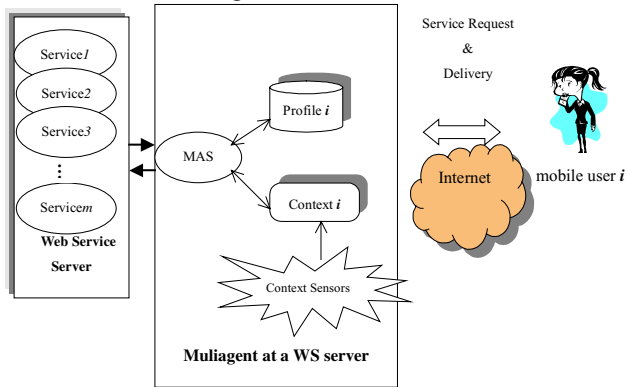 Service1
Service2
Service3
⋮
Servicem
Web Service
Server
MAS
Profile i
Context i
Context Sensors
Muliagent at a WS server
Service Request
&
Delivery
Internet
mobile user i